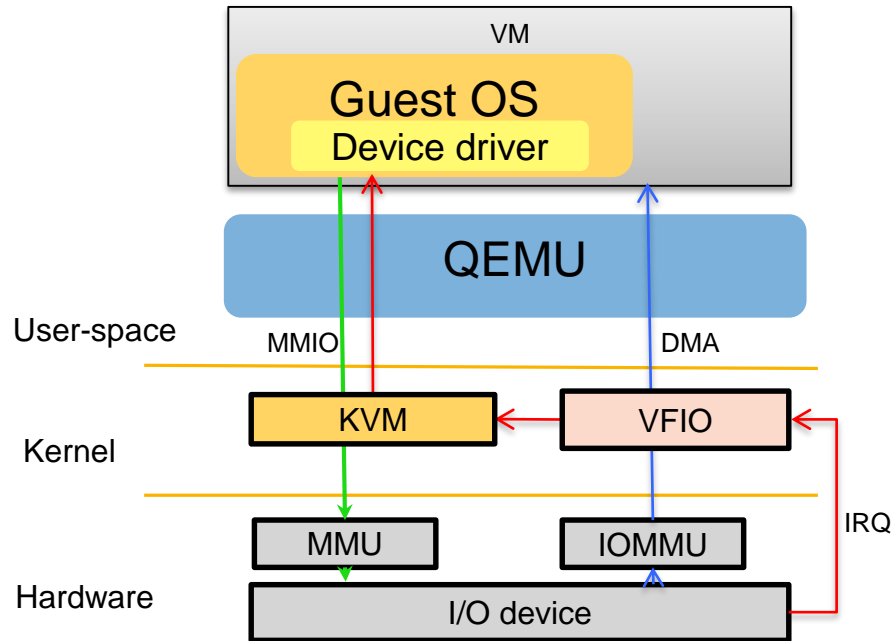 VM
Guest OS
Device driver
QEMU
User-space
MMIO
DMA
KVM
VFIO
Kernel
IRQ
MMU
IOMMU
Hardware
I/O device